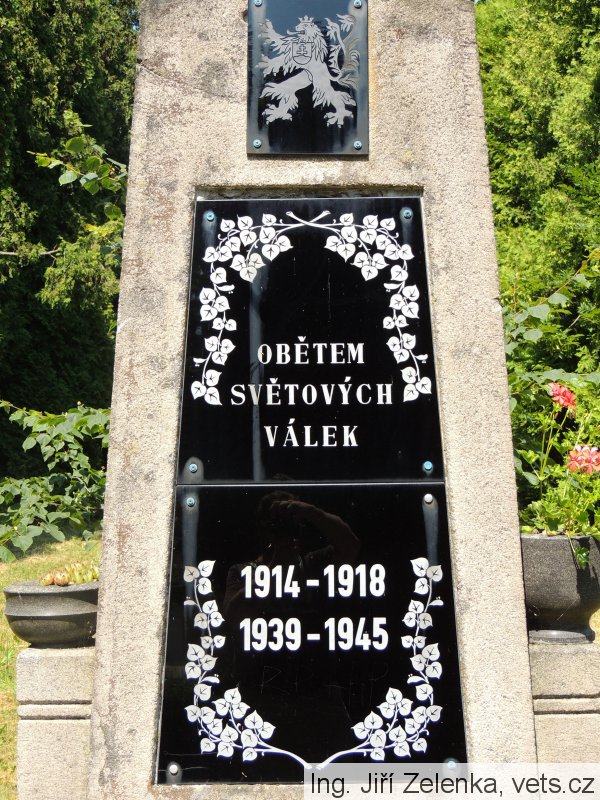 OBĚTEM
SVĚTOVÝCH
VÁLEK
1914-1918
1939-1945
Ing. Jiří Zelenka, vets.cz